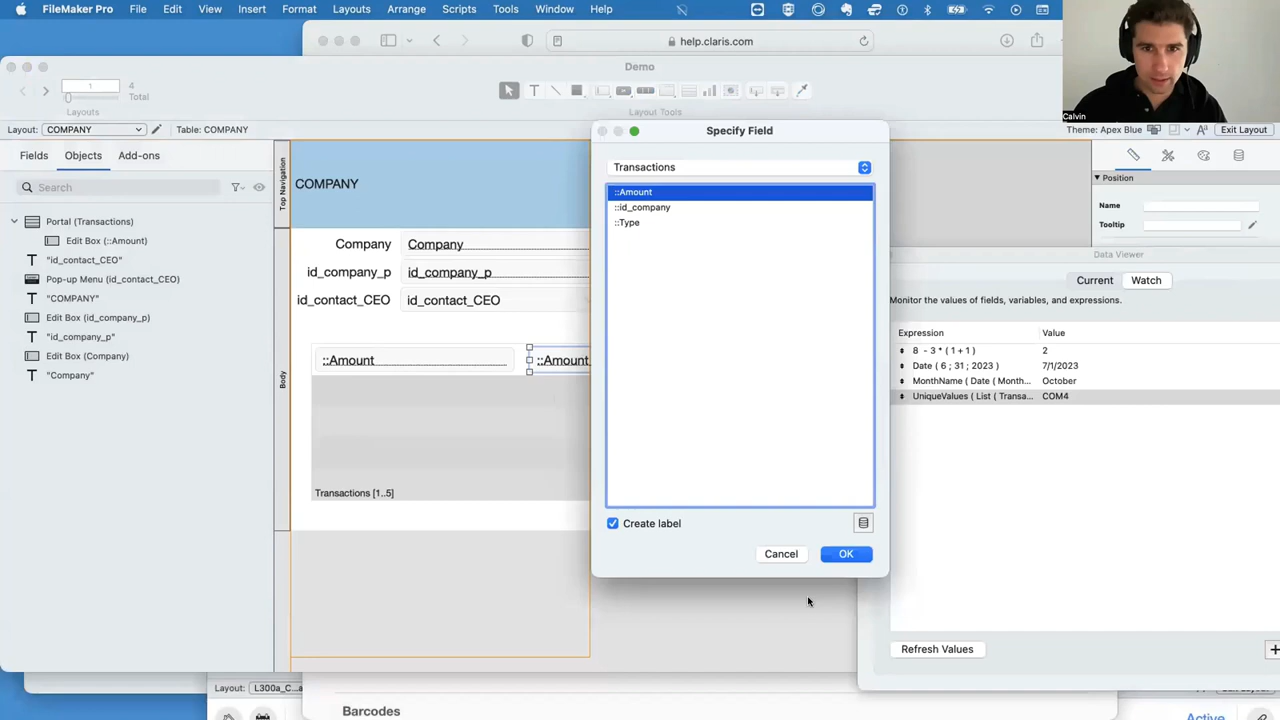 FileMaker Pro File Edit View Insert Format Layouts Arrange Scripts Tools Window Help
help.claris.com
Demo
1
4
Total
Layouts
Layout Tools
Calvin
Layout: COMPANY Table: COMPANY
Theme: Apex Blue Exit Layout
Fields Objects Add-ons
Search
Portal (Transactions)
Edit Box (::Amount)
"id_contact_CEO"
Pop-up Menu (id_contact_CEO)
"COMPANY"
Edit Box (id_company_p)
"id_company_p"
Edit Box (Company)
"Company"
Top Navigation
COMPANY
Body
Company Company
id_company_p id_company_p
id_contact_CEO id_contact_CEO
::Amount ::Amount
Transactions [1..5]
Specify Field
Transactions
::Amount
::id_company
::Type
Create label
Cancel OK
Position
Name
Tooltip
Data Viewer
Current Watch
Monitor the values of fields, variables, and expressions.
Expression Value
8 - 3 * ( 1 + 1 ) 2
Date ( 6 ; 31 ; 2023 ) 7/1/2023
MonthName ( Date ( Month... October
UniqueValues ( List ( Transa... COM4
Refresh Values
Layout: L300a_C...a
Barcodes
Active